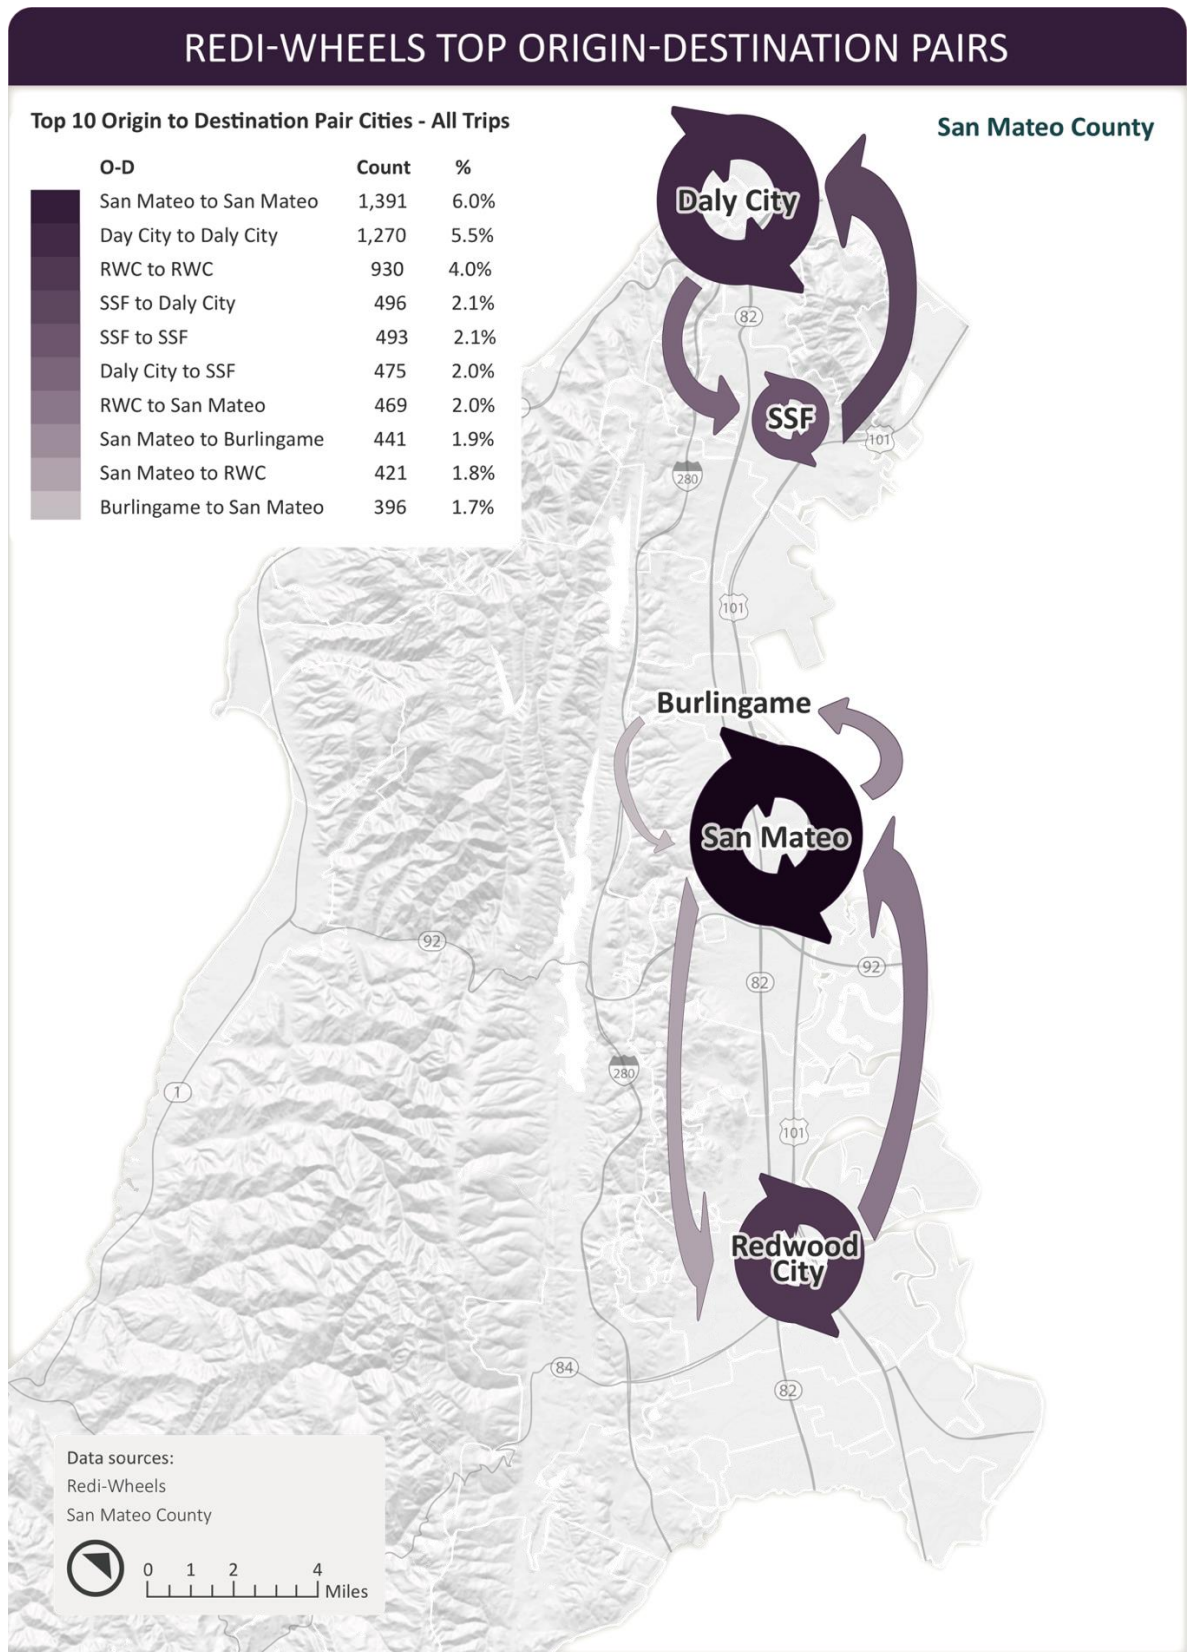 REDI-WHEELS TOP ORIGIN-DESTINATION PAIRS
Top 10 Origin to Destination Pair Cities - All Trips
San Mateo County
O-D Count %
San Mateo to San Mateo 1,391 6.0%
Day City to Daly City 1,270 5.5%
RWC to RWC 930 4.0%
SSF to Daly City 496 2.1%
SSF to SSF 493 2.1%
Daly City to SSF 475 2.0%
RWC to San Mateo 469 2.0%
San Mateo to Burlingame 441 1.9%
San Mateo to RWC 421 1.8%
Burlingame to San Mateo 396 1.7%
Daly City
82
SSF
101
280
101
Burlingame
San Mateo
92
92
82
280
1
101
Redwood
City
84
82
Data sources:
Redi-Wheels
San Mateo County
0 1 2 4
Miles